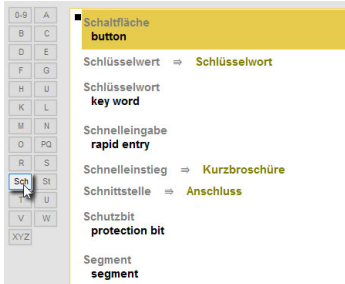 0-9 A
B C
D E
F G
H IJ
K L
M N
O PQ
R S
Sch St
T U
V W
XYZ
Schaltfläche
button
Schlüsselwert ⇒ Schlüsselwort
Schlüsselwort
key word
Schnelleingabe
rapid entry
Schnelleinstieg ⇒ Kurzbroschüre
Schnittstelle ⇒ Anschluss
Schutzbit
protection bit
Segment
segment